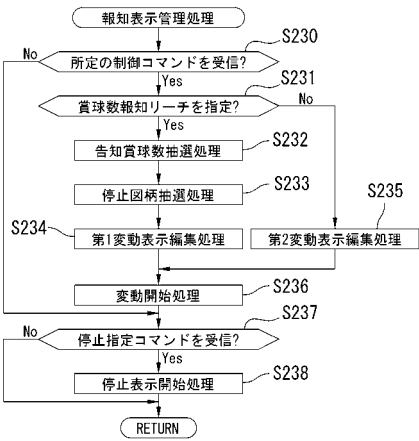 報知表示管理処理
S230
No
所定の制御コマンドを受信?
Yes
S231
賞球数報知リーチを指定?
No
Yes
S232
告知賞球数抽選処理
S233
停止図柄抽選処理
S234
S235
第1変動表示編集処理
第2変動表示編集処理
S236
変動開始処理
S237
No
停止指定コマンドを受信?
Yes
S238
停止表示開始処理
RETURN